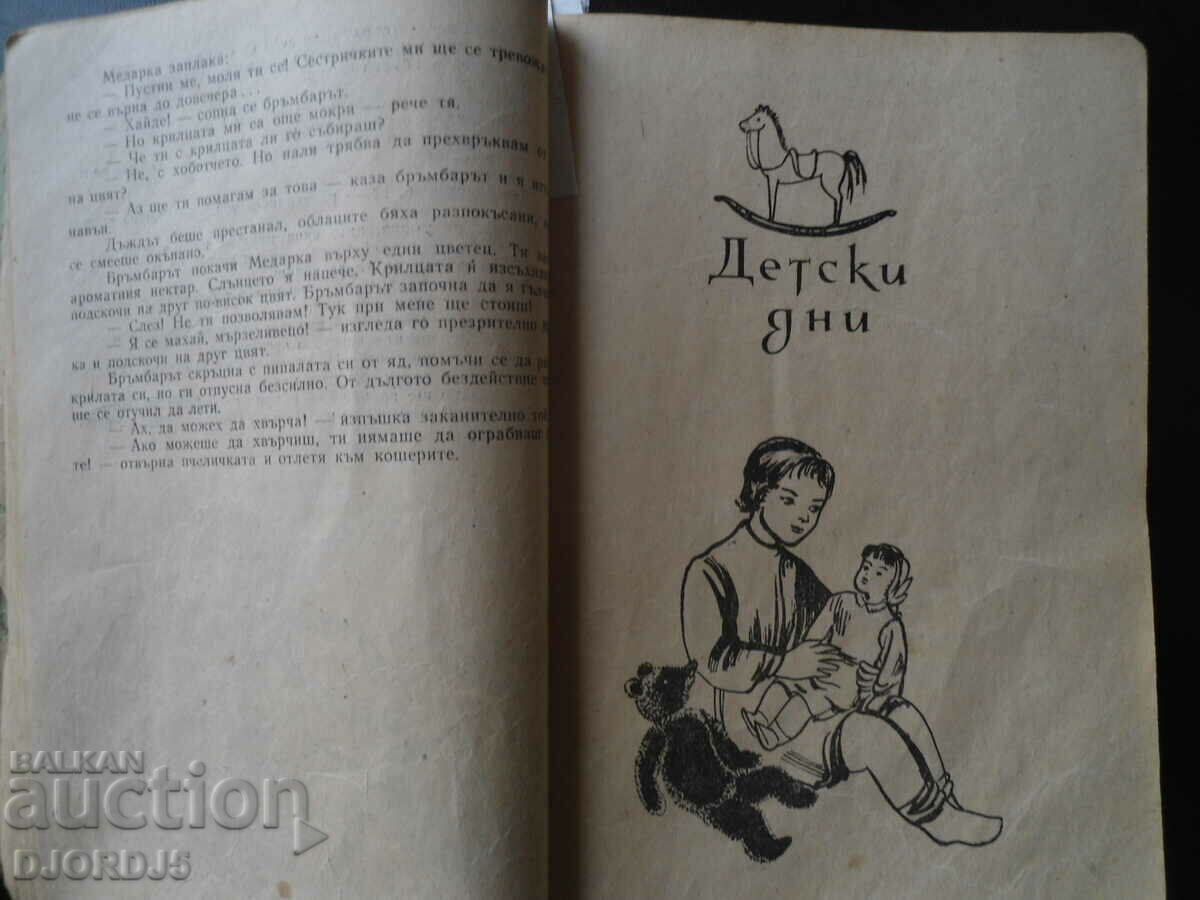 Медарка заплака:
— Пустни ме, моля ти се! Сестричките ми ще се
не се върна до довечера...
— Хайде! — сопна се бръмбарът.
— Но крилцата ми са още мокри — рече тя.
— Че ти с крилцата ли го събираш?
— Не, с хоботчето. Но нали трябва да прехвръквам от
на цвят?
— Аз ще ти помагам за това — каза бръмбарът и я
навън.
Дъждът беше престанал, облаците бяха разпокъсани,
се смееше окъпано.
Бръмбарът покачи Медарка върху един цветец. Тя
ароматния нектар. Слънцето я напече. Крилцата ѝ
подскочи на друг по-висок цвят. Бръмбарът започна да я
— Слез! Не ти позволявам! Тук при мене ще стоиш!
— Я се махай, мързеливецо! — изгледа го презрително
ка и подскочи на друг цвят.
Бръмбарът скръцна с пипалата си от яд, помъчи се да
крилата си, но ги отпусна безсилно. От дългото бездействие
ше се отучил да лети.
— Ах, да можех да хвърча! — изпъшка заканително
— Ако можеше да хвърчиш, ти нямаше да ограбваш
те! — отвърна пчеличката и отлетя към кошерите.
Детски
дни
BALKAN
auction
DJORDJ5